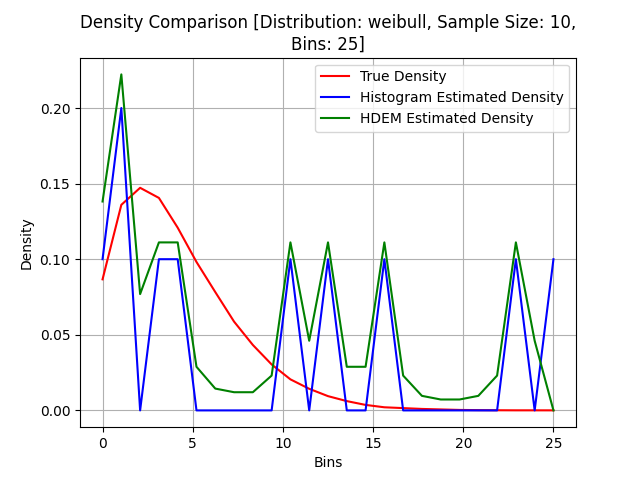 Density Comparison [Distribution: weibull, Sample Size: 10,
Bins: 25]
True Density
Histogram Estimated Density
HDEM Estimated Density
0.20
0.15
0.10
0.05
0.00
Density
0 5 10 15 20 25
Bins